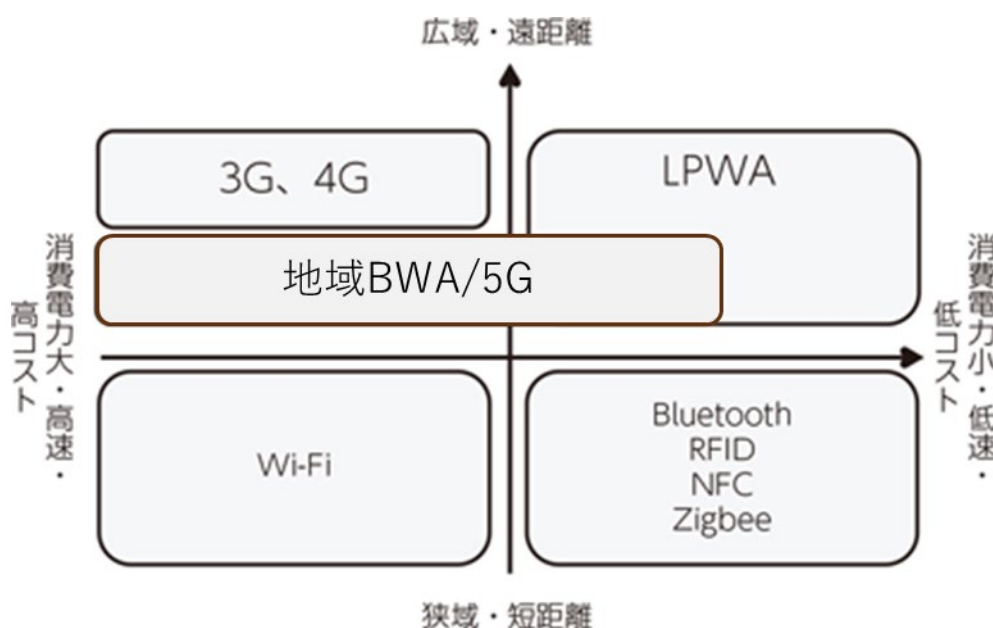 広域・遠距離
3G、4G
LPWA
地域BWA/5G
消費電力大・高速・
高コスト
消費電力小・低速・
低コスト
Wi-Fi
Bluetooth
RFID
NFC
Zigbee
狭域・短距離